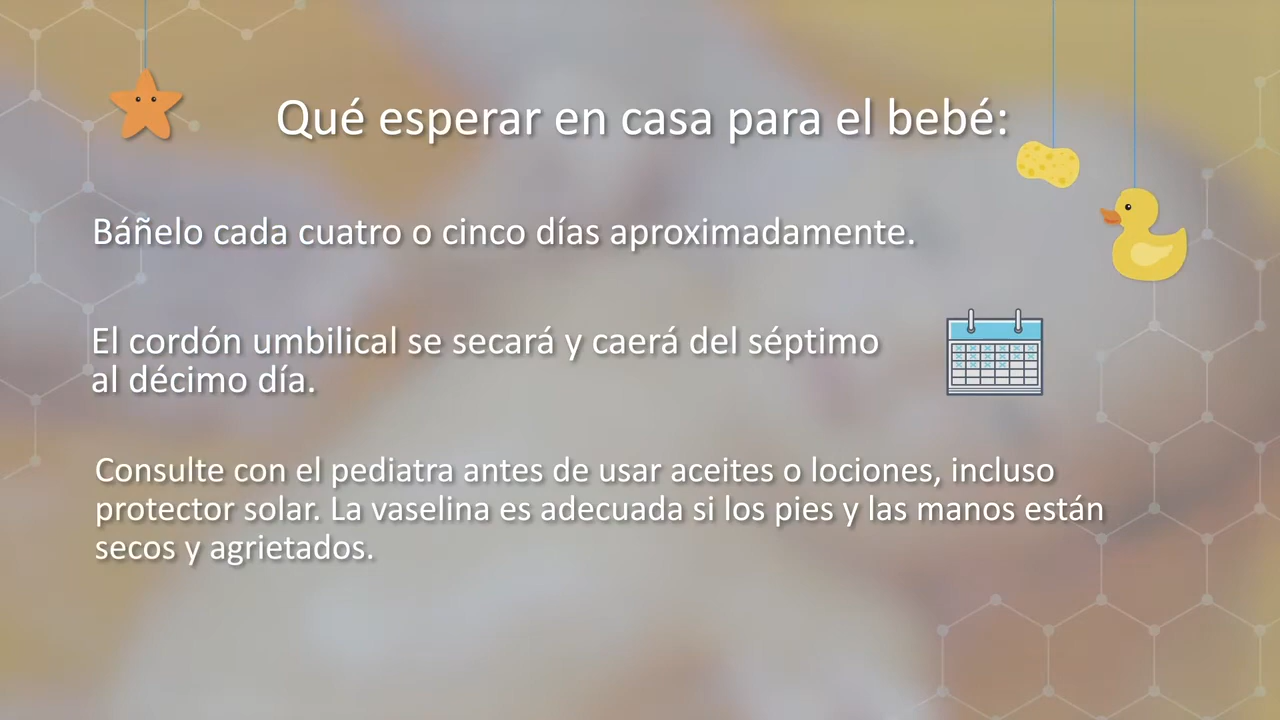 Qué esperar en casa para el bebé:
Báñelo cada cuatro o cinco días aproximadamente.
El cordón umbilical se secará y caerá del séptimo
al décimo día.
Consulte con el pediatra antes de usar aceites o lociones, incluso
protector solar. La vaselina es adecuada si los pies y las manos están
secos y agrietados.